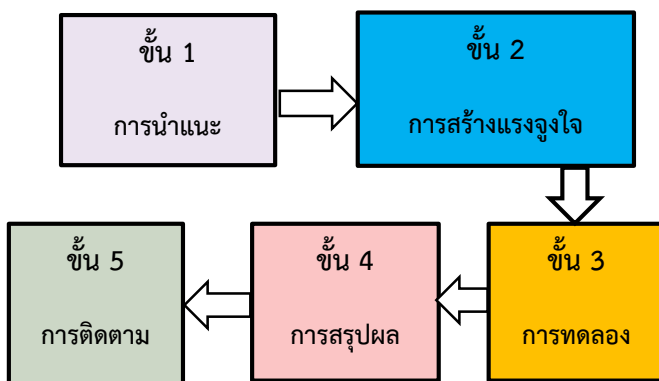 ขั้น 1
การนำแนะ
ขั้น 2
การสร้างแรงจูงใจ
ขั้น 3
การทดลอง
ขั้น 4
การสรุปผล
ขั้น 5
การติดตาม